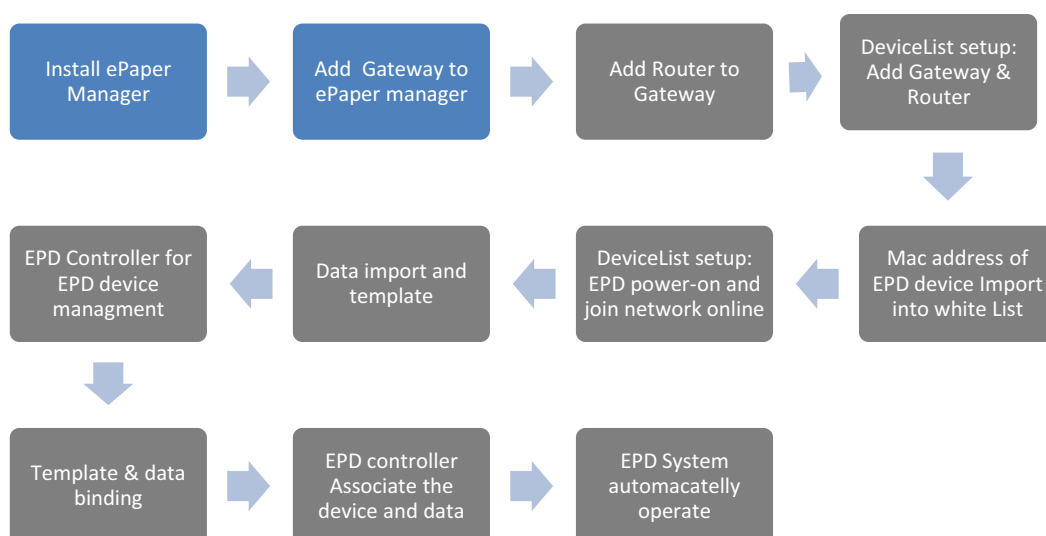 Install ePaper
Manager
Add Gateway to
ePaper manager
Add Router to
Gateway
DeviceList setup:
Add Gateway &
Router
Mac address of
EPD device Import
into white List
DeviceList setup:
EPD power-on and
join network online
Data import and
template
EPD Controller for
EPD device
managment
Template & data
binding
EPD controller
Associate the
device and data
EPD System
automacatelly
operate